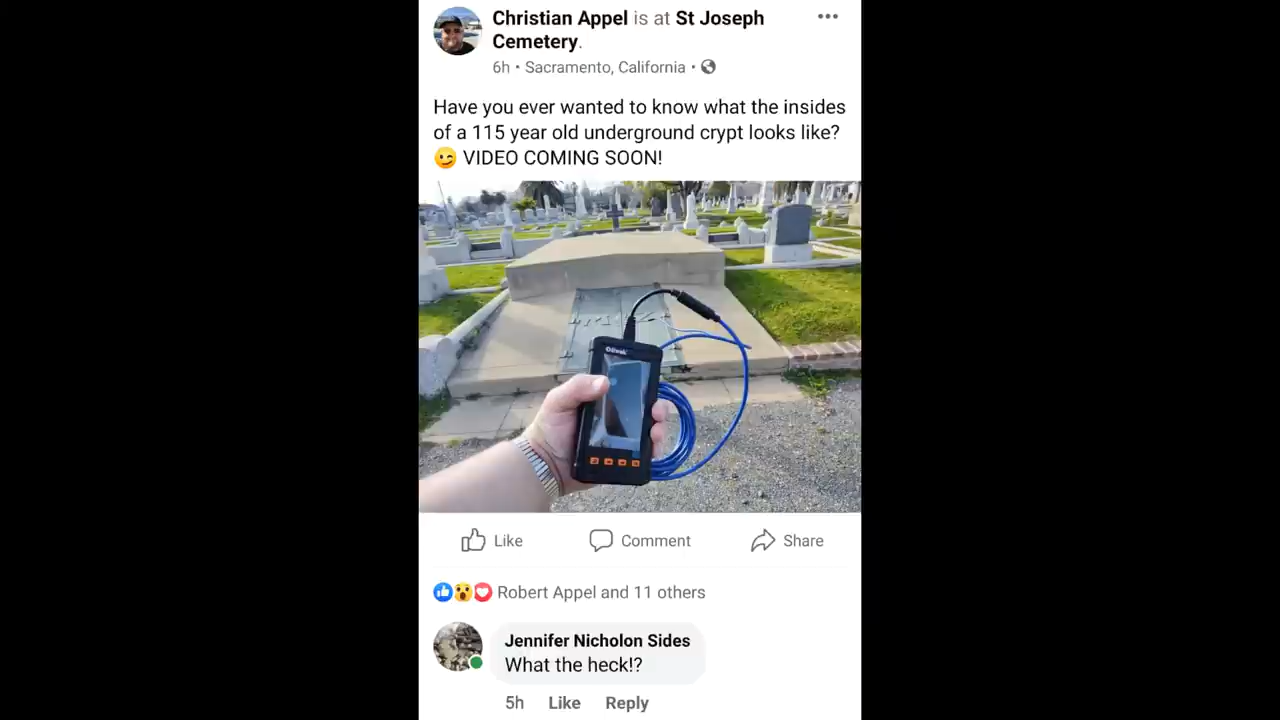 Christian Appel is at St Joseph
Cemetery.
6h • Sacramento, California •
Have you ever wanted to know what the insides
of a 115 year old underground crypt looks like?
😉 VIDEO COMING SOON!
Like Comment Share
Robert Appel and 11 others
Jennifer Nicholon Sides
What the heck!?
5h Like Reply